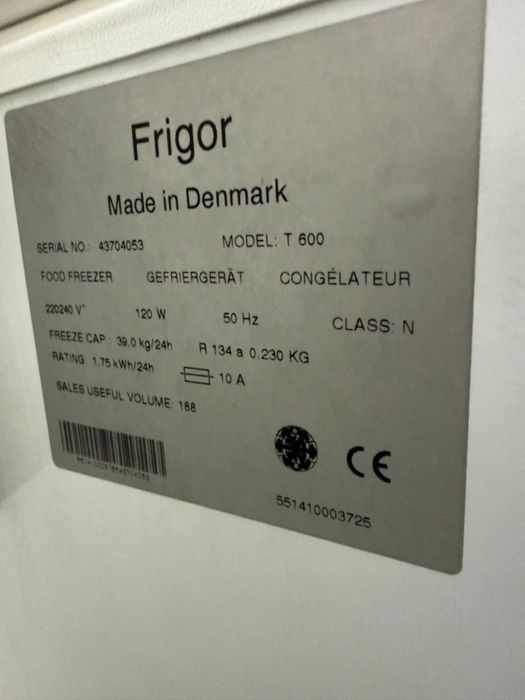 Frigor
Made in Denmark
SERIAL NO.: 43704053 MODEL: T 600
FOOD FREEZER GEFRIERGERÄT CONGÉLATEUR
220240 V~ 120 W 50 Hz CLASS: N
FREEZE CAP.: 39,0 kg/24h R 134 a 0,230 KG
RATING 1,75 kWh/24h 10 A
SALES USEFUL VOLUME: 188
CE
551410003725